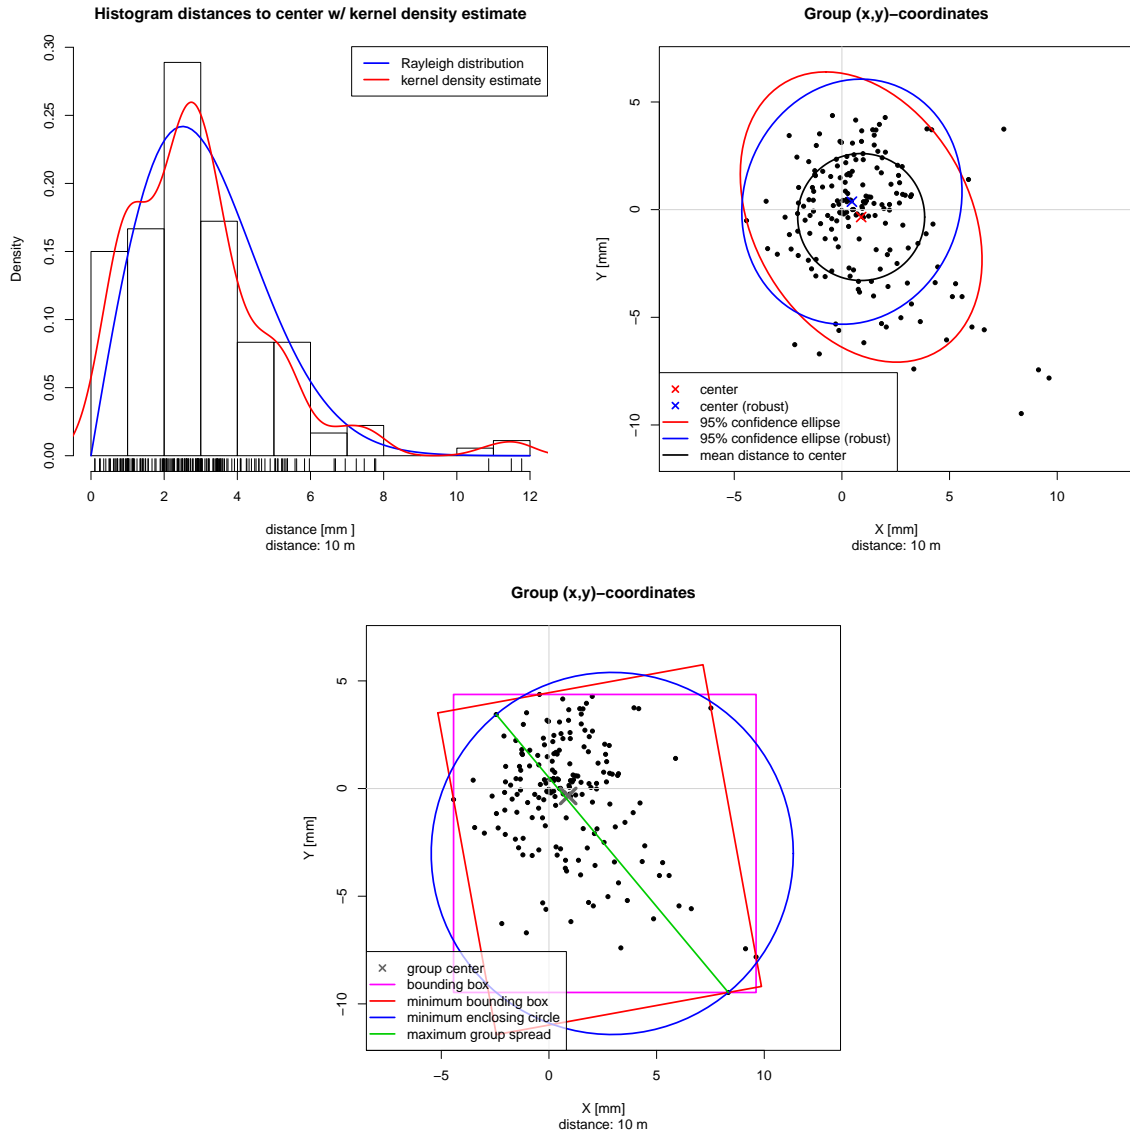 Histogram distances to center w/ kernel density estimate
Density
0.30
0.25
0.20
0.15
0.10
0.05
0.00
Rayleigh distribution
kernel density estimate
0 2 4 6 8 10 12
distance [mm ]
distance: 10 m
Group (x,y)−coordinates
Y [mm]
5
0
−5
−10
center
center (robust)
95% confidence ellipse
95% confidence ellipse (robust)
mean distance to center
−5 0 5 10
X [mm]
distance: 10 m
Group (x,y)−coordinates
Y [mm]
5
0
−5
−10
group center
bounding box
minimum bounding box
minimum enclosing circle
maximum group spread
−5 0 5 10
X [mm]
distance: 10 m